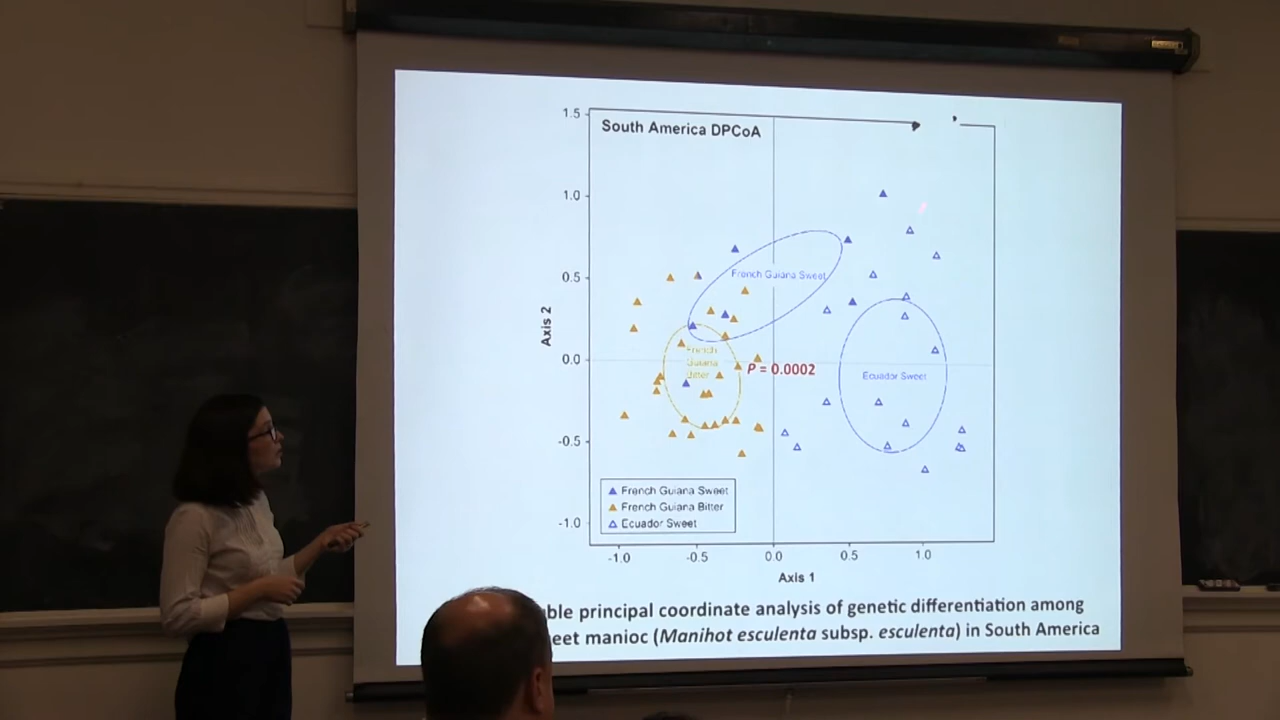 1.5
South America DPCoA
1.0
0.5
French Guiana Sweet
0.0
French
Guiana
Bitter
P = 0.0002
Ecuador Sweet
Axis 2
-0.5
French Guiana Sweet
French Guiana Bitter
Ecuador Sweet
-1.0
-1.0 -0.5 0.0 0.5 1.0
Axis 1
principal coordinate analysis of genetic differentiation among
manioc (Manihot esculenta subsp. esculenta) in South America